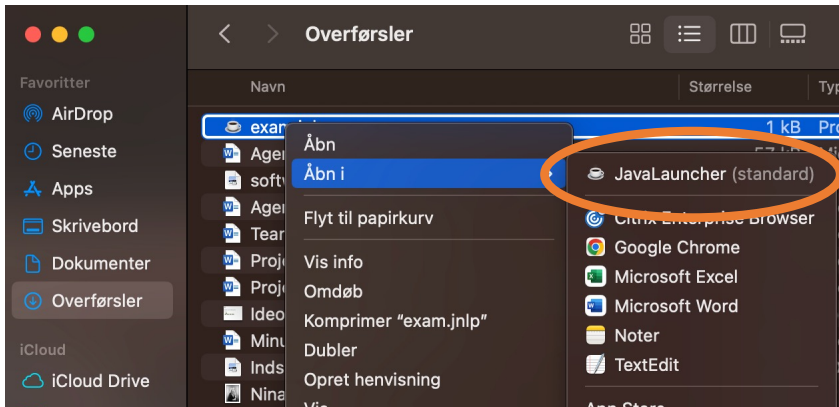 Overførsler
Favoritter
AirDrop
Seneste
Apps
Skrivebord
Dokumenter
Overførsler
iCloud
iCloud Drive
Navn
Størrelse
1 kB
Åbn
Åbn i
Flyt til papirkurv
Vis info
Omdøb
Komprimer “exam.jnlp”
Dubler
Opret henvisning
JavaLauncher (standard)
Citrix Enterprise Browser
Google Chrome
Microsoft Excel
Microsoft Word
Noter
TextEdit
App Store